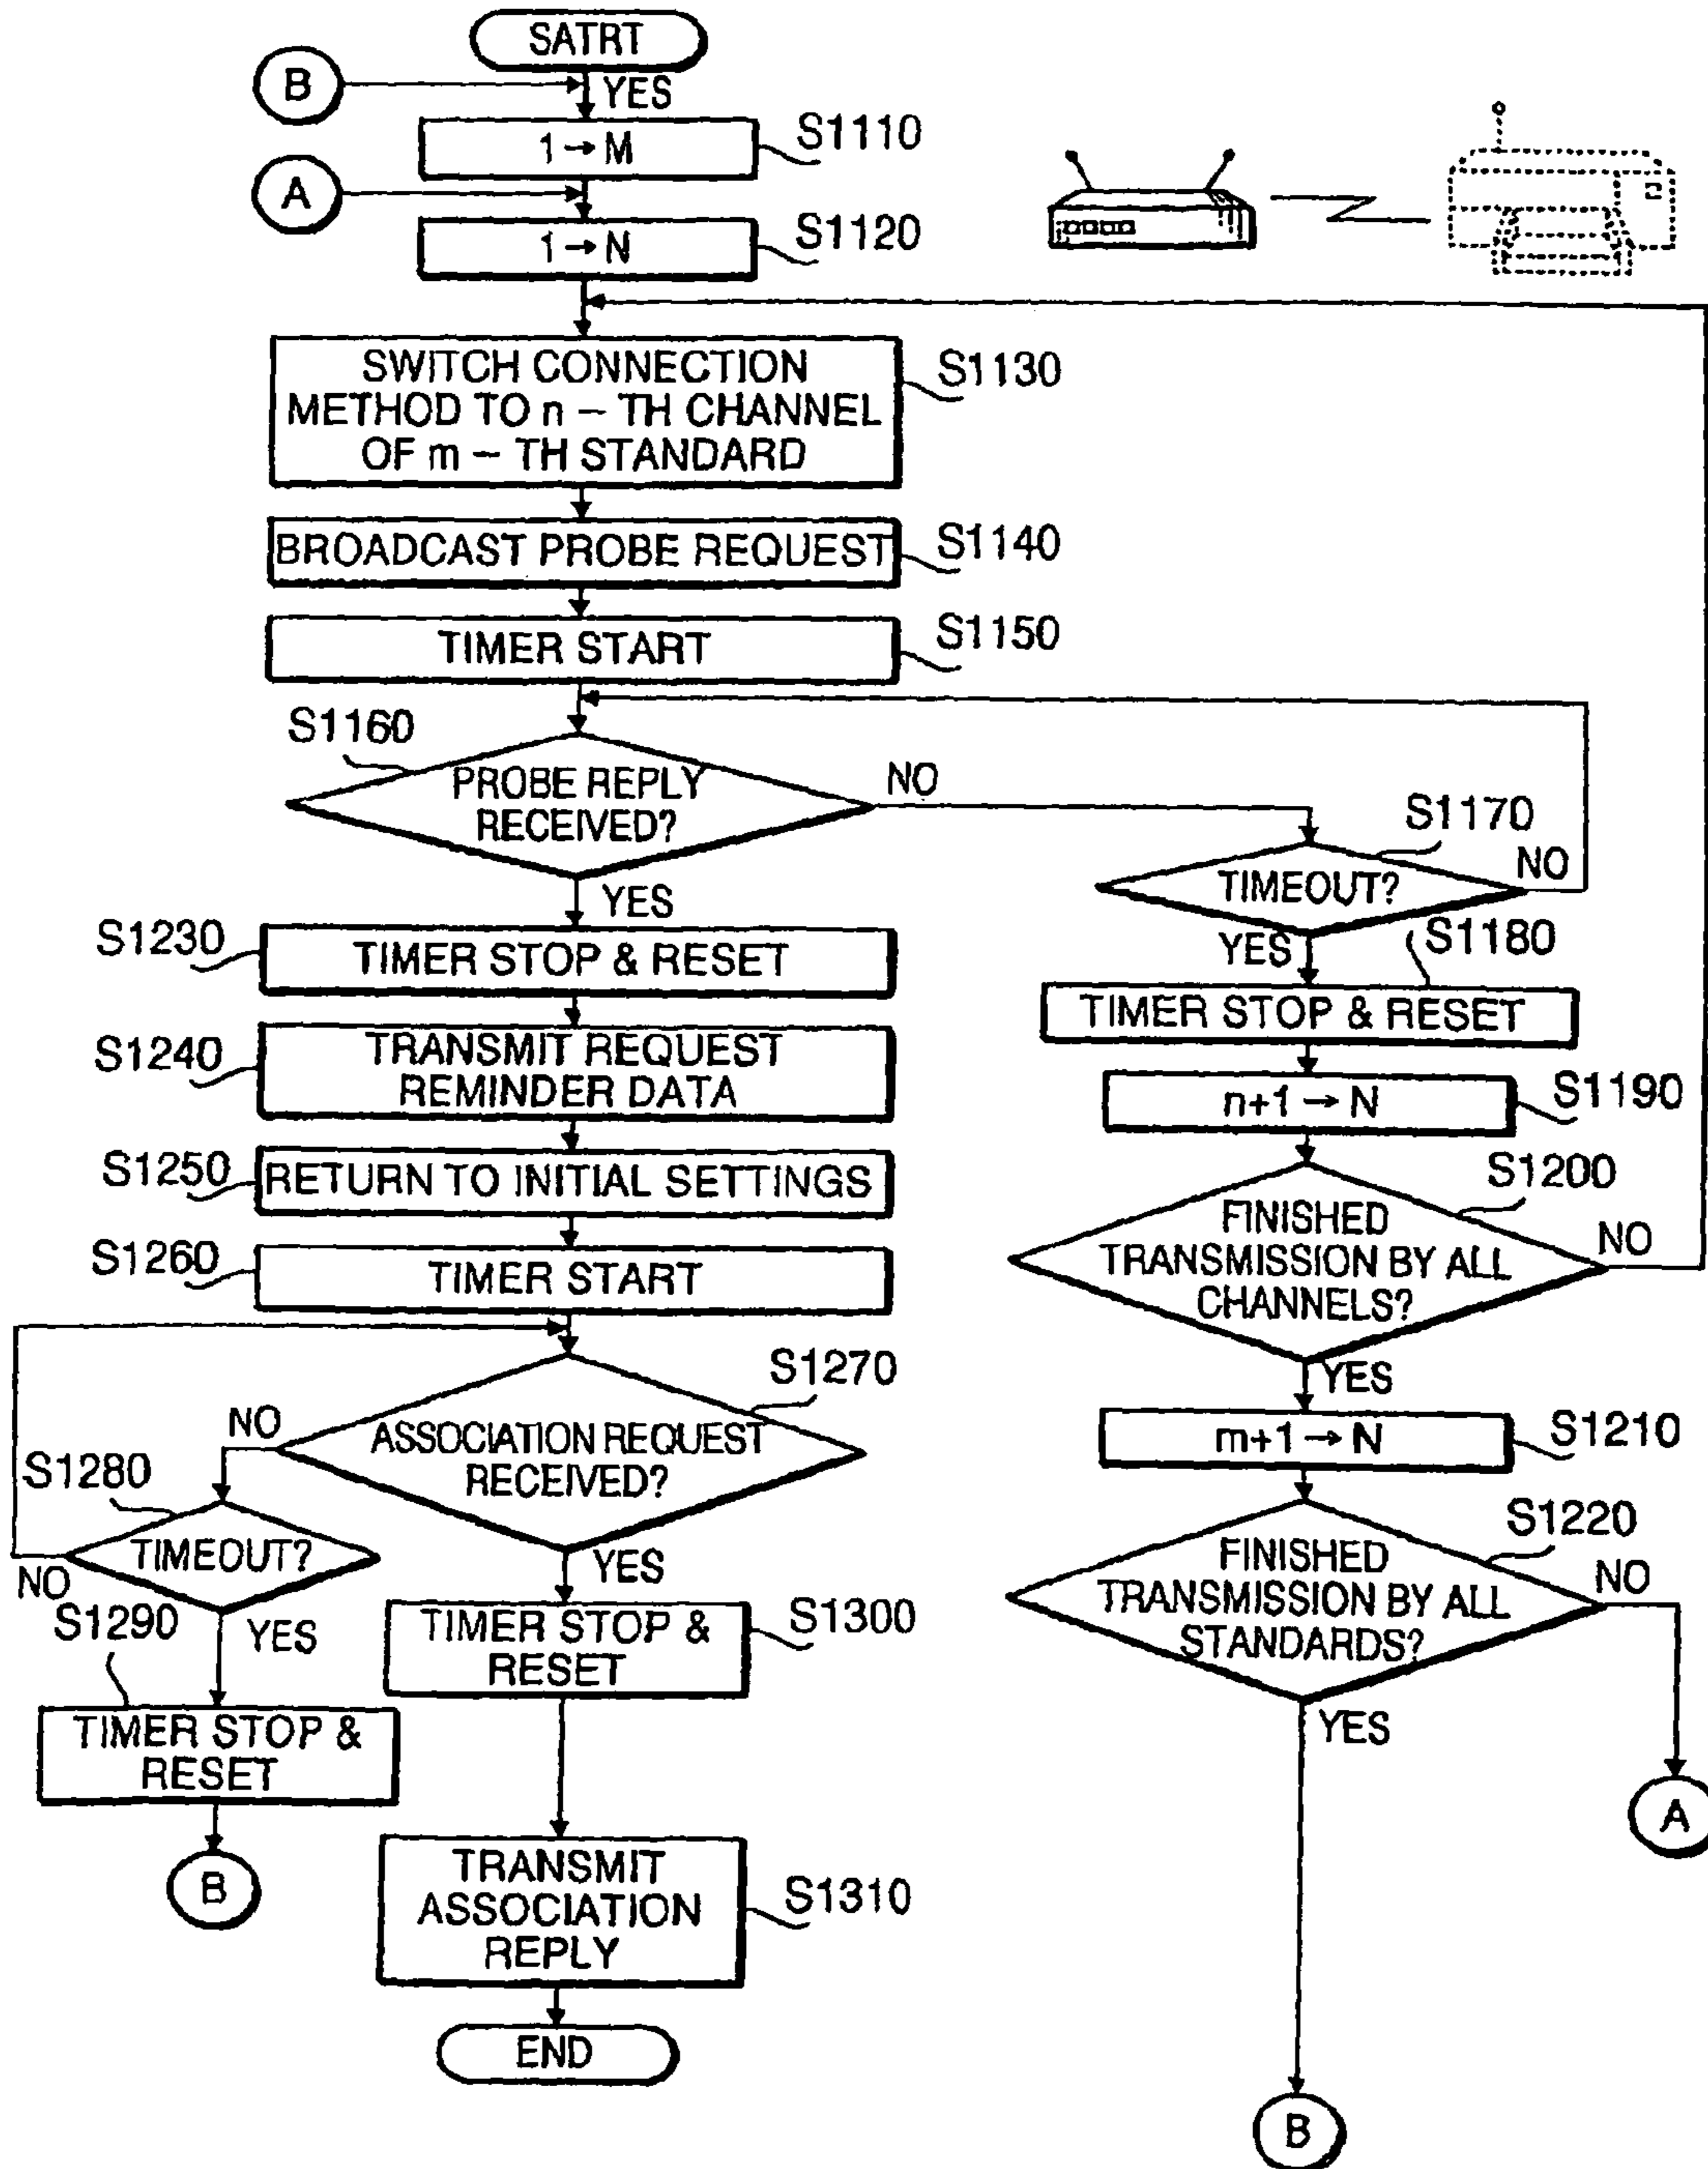 SATRT
B
YES
1→M
S1110
A
1→N
S1120
SWITCH CONNECTION
METHOD TO n – TH CHANNEL
OF m – TH STANDARD
S1130
BROADCAST PROBE REQUEST
S1140
TIMER START
S1150
S1160
PROBE REPLY
RECEIVED?
NO
YES
S1170
TIMEOUT?
NO
YES
S1180
TIMER STOP & RESET
n+1→N
S1190
S1200
FINISHED
TRANSMISSION BY ALL
CHANNELS?
NO
YES
m+1→N
S1210
S1220
FINISHED
TRANSMISSION BY ALL
STANDARDS?
NO
YES
A
B
S1230
TIMER STOP & RESET
S1240
TRANSMIT REQUEST
REMINDER DATA
S1250
RETURN TO INITIAL SETTINGS
S1260
TIMER START
S1270
ASSOCIATION REQUEST
RECEIVED?
NO
YES
S1280
TIMEOUT?
NO
YES
S1290
TIMER STOP &
RESET
B
TIMER STOP &
RESET
S1300
TRANSMIT
ASSOCIATION
REPLY
S1310
END